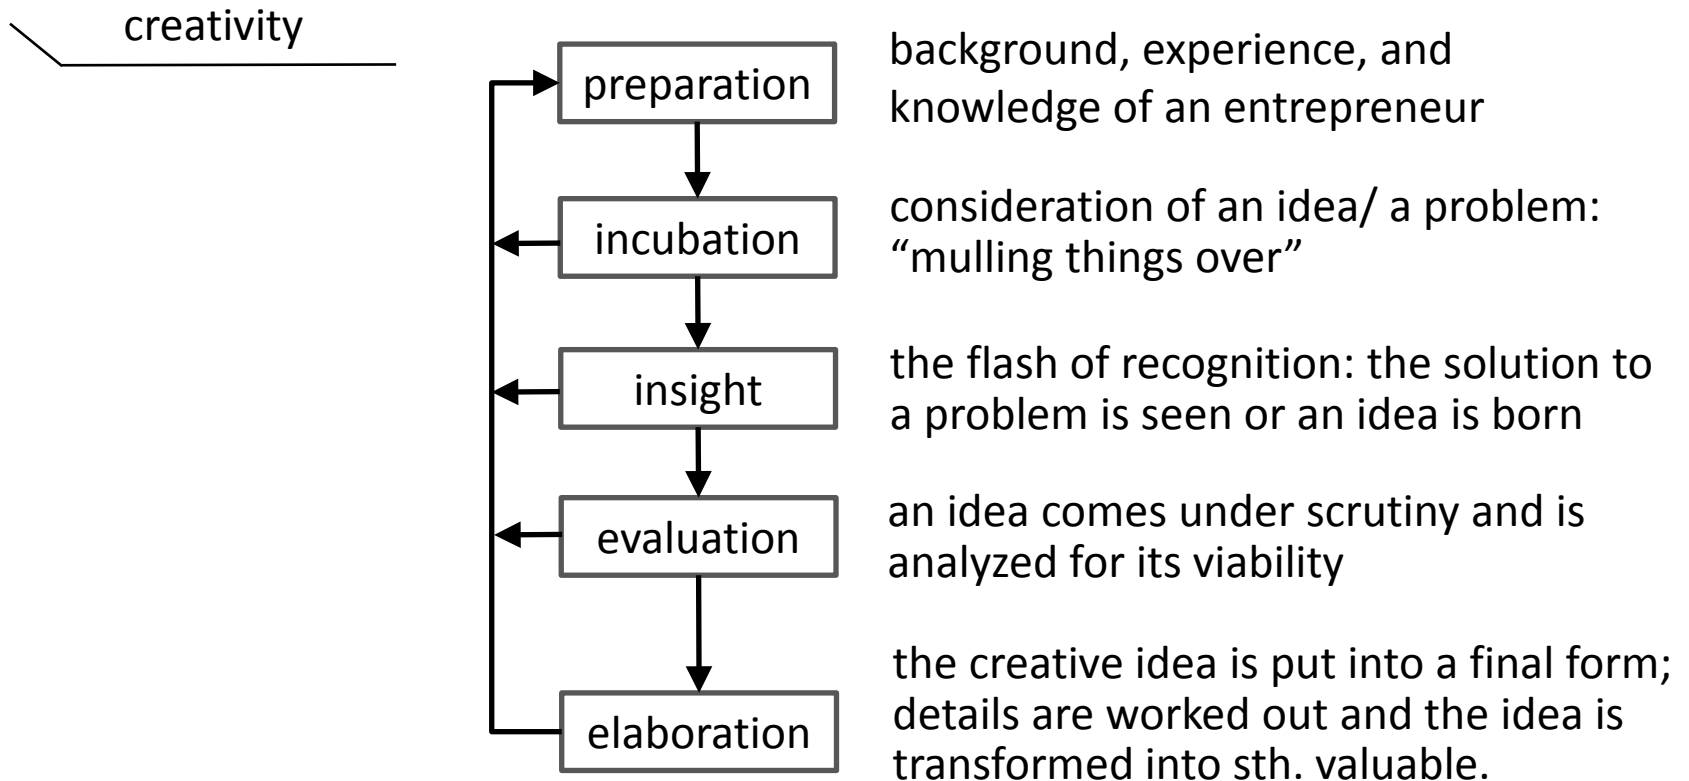 creativity
preparation
background, experience, and
knowledge of an entrepreneur
incubation
consideration of an idea/ a problem:
“mulling things over”
insight
the flash of recognition: the solution to
a problem is seen or an idea is born
evaluation
an idea comes under scrutiny and is
analyzed for its viability
elaboration
the creative idea is put into a final form;
details are worked out and the idea is
transformed into sth. valuable.